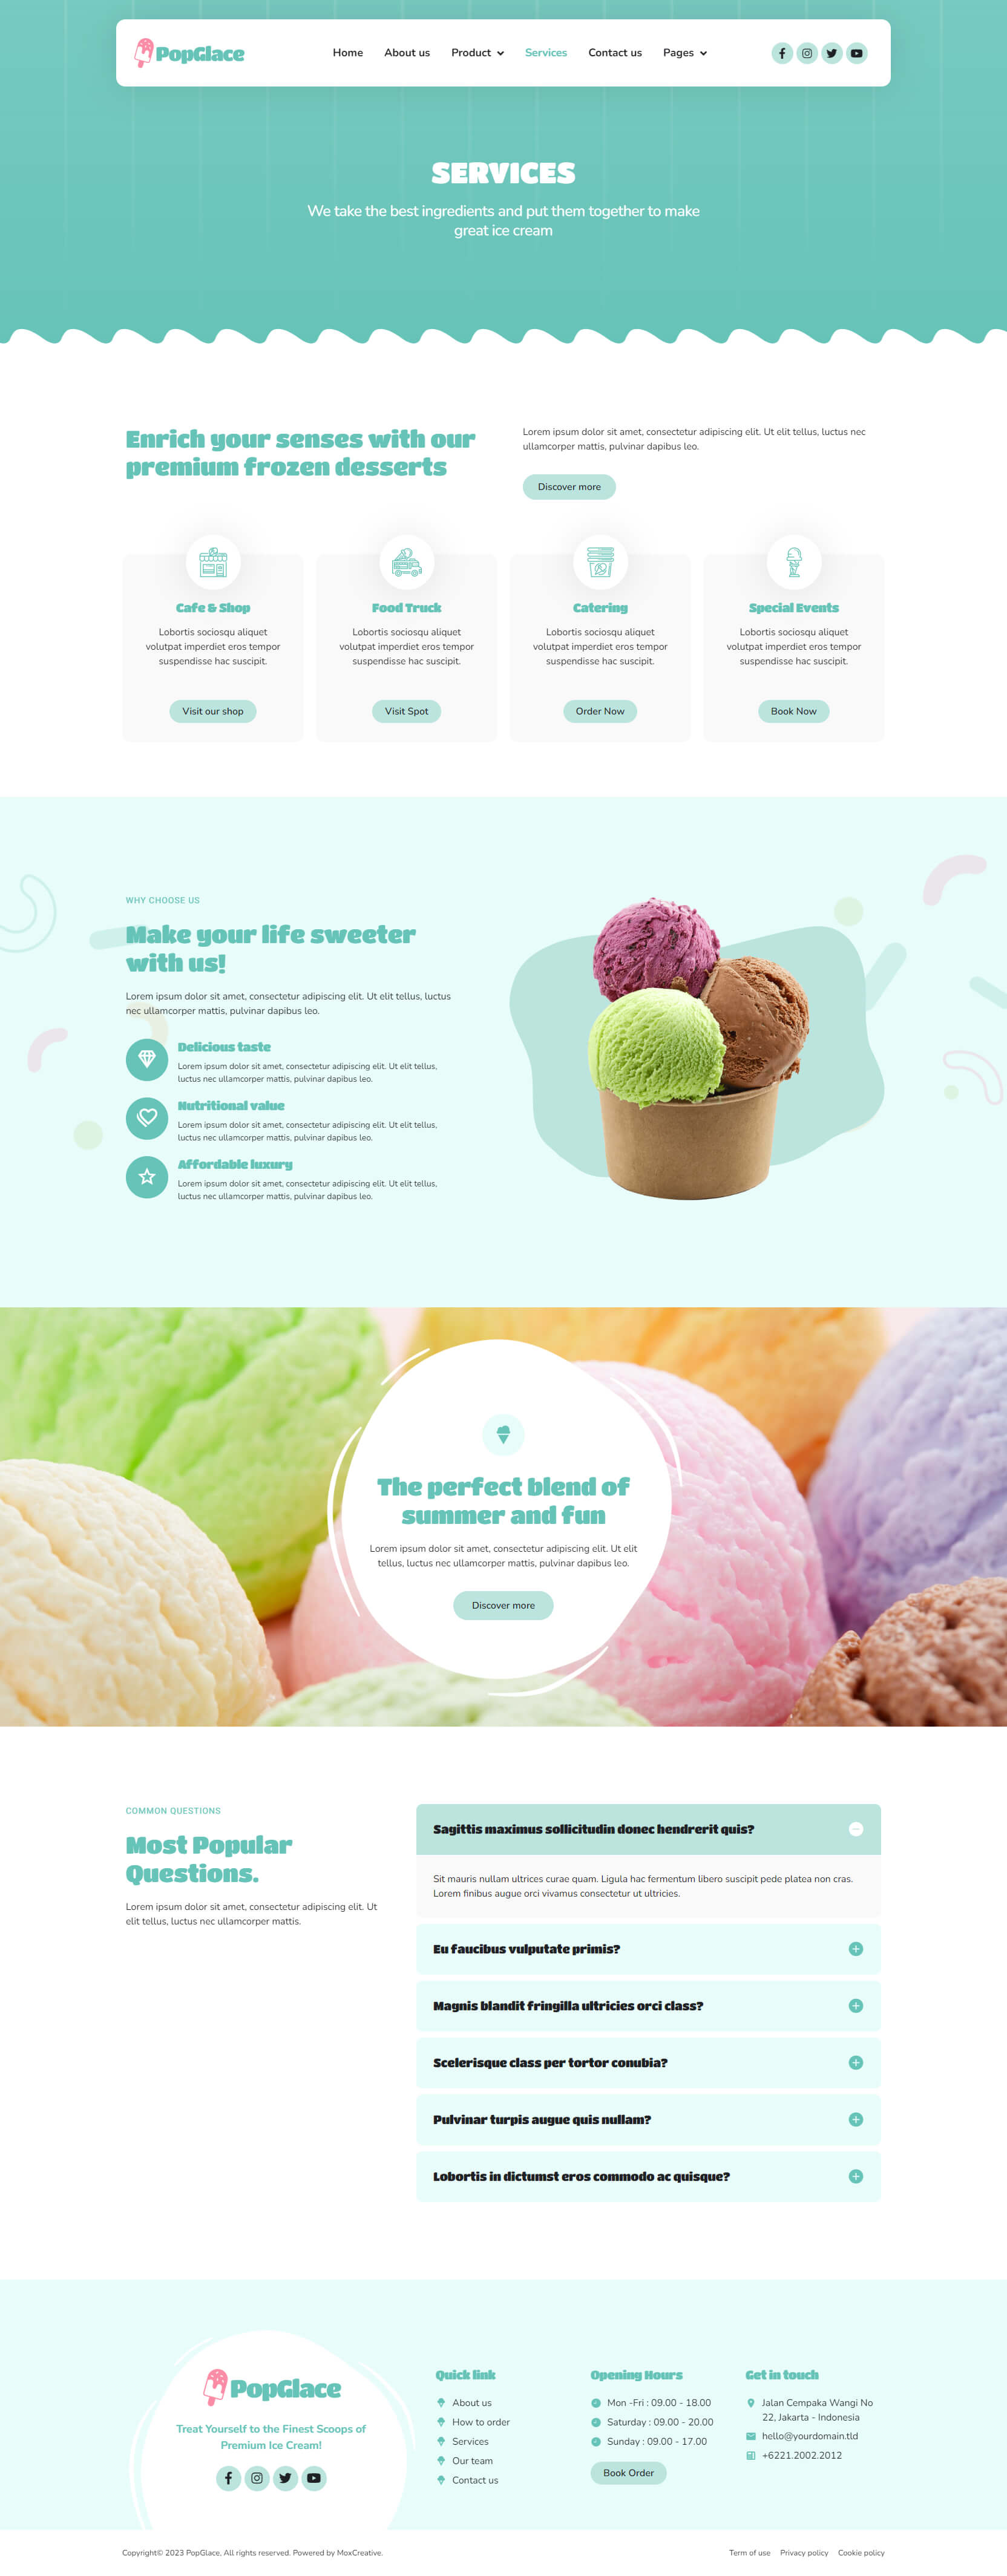 PopGlace
Home About us Product Services Contact us Pages
SERVICES
We take the best ingredients and put them together to make
great ice cream
Enrich your senses with our
premium frozen desserts
Lorem ipsum dolor sit amet, consectetur adipiscing elit. Ut elit tellus, luctus nec
ullamcorper mattis, pulvinar dapibus leo.
Discover more
Cafe & Shop
Lobortis sociosqu aliquet
volutpat imperdiet eros tempor
suspendisse hac suscipit.
Visit our shop
Food Truck
Lobortis sociosqu aliquet
volutpat imperdiet eros tempor
suspendisse hac suscipit.
Visit Spot
Catering
Lobortis sociosqu aliquet
volutpat imperdiet eros tempor
suspendisse hac suscipit.
Order Now
Special Events
Lobortis sociosqu aliquet
volutpat imperdiet eros tempor
suspendisse hac suscipit.
Book Now
WHY CHOOSE US
Make your life sweeter
with us!
Lorem ipsum dolor sit amet, consectetur adipiscing elit. Ut elit tellus, luctus
nec ullamcorper mattis, pulvinar dapibus leo.
Delicious taste
Lorem ipsum dolor sit amet, consectetur adipiscing elit. Ut elit tellus,
luctus nec ullamcorper mattis, pulvinar dapibus leo.
Nutritional value
Lorem ipsum dolor sit amet, consectetur adipiscing elit. Ut elit tellus,
luctus nec ullamcorper mattis, pulvinar dapibus leo.
Affordable luxury
Lorem ipsum dolor sit amet, consectetur adipiscing elit. Ut elit tellus,
luctus nec ullamcorper mattis, pulvinar dapibus leo.
The perfect blend of
summer and fun
Lorem ipsum dolor sit amet, consectetur adipiscing elit. Ut elit
tellus, luctus nec ullamcorper mattis, pulvinar dapibus leo.
Discover more
COMMON QUESTIONS
Most Popular
Questions.
Lorem ipsum dolor sit amet, consectetur adipiscing elit. Ut
elit tellus, luctus nec ullamcorper mattis.
Sagittis maximus sollicitudin donec hendrerit quis?
Sit mauris nullam ultrices curae quam. Ligula hac fermentum libero suscipit pede platea non cras.
Lorem finibus augue orci vivamus consectetur ut ultricies.
Eu faucibus vulputate primis?
Magnis blandit fringilla ultricies orci class?
Scelerisque class per tortor conubia?
Pulvinar turpis augue quis nullam?
Lobortis in dictumst eros commodo ac quisque?
PopGlace
Treat Yourself to the Finest Scoops of
Premium Ice Cream!
Quick link
About us
How to order
Services
Our team
Contact us
Opening Hours
Mon -Fri : 09.00 - 18.00
Saturday : 09.00 - 20.00
Sunday : 09.00 - 17.00
Book Order
Get in touch
Jalan Cempaka Wangi No
22, Jakarta - Indonesia
hello@yourdomain.tld
+6221.2002.2012
Copyright© 2023 PopGlace, All rights reserved. Powered by MoxCreative.
Term of use Privacy policy Cookie policy